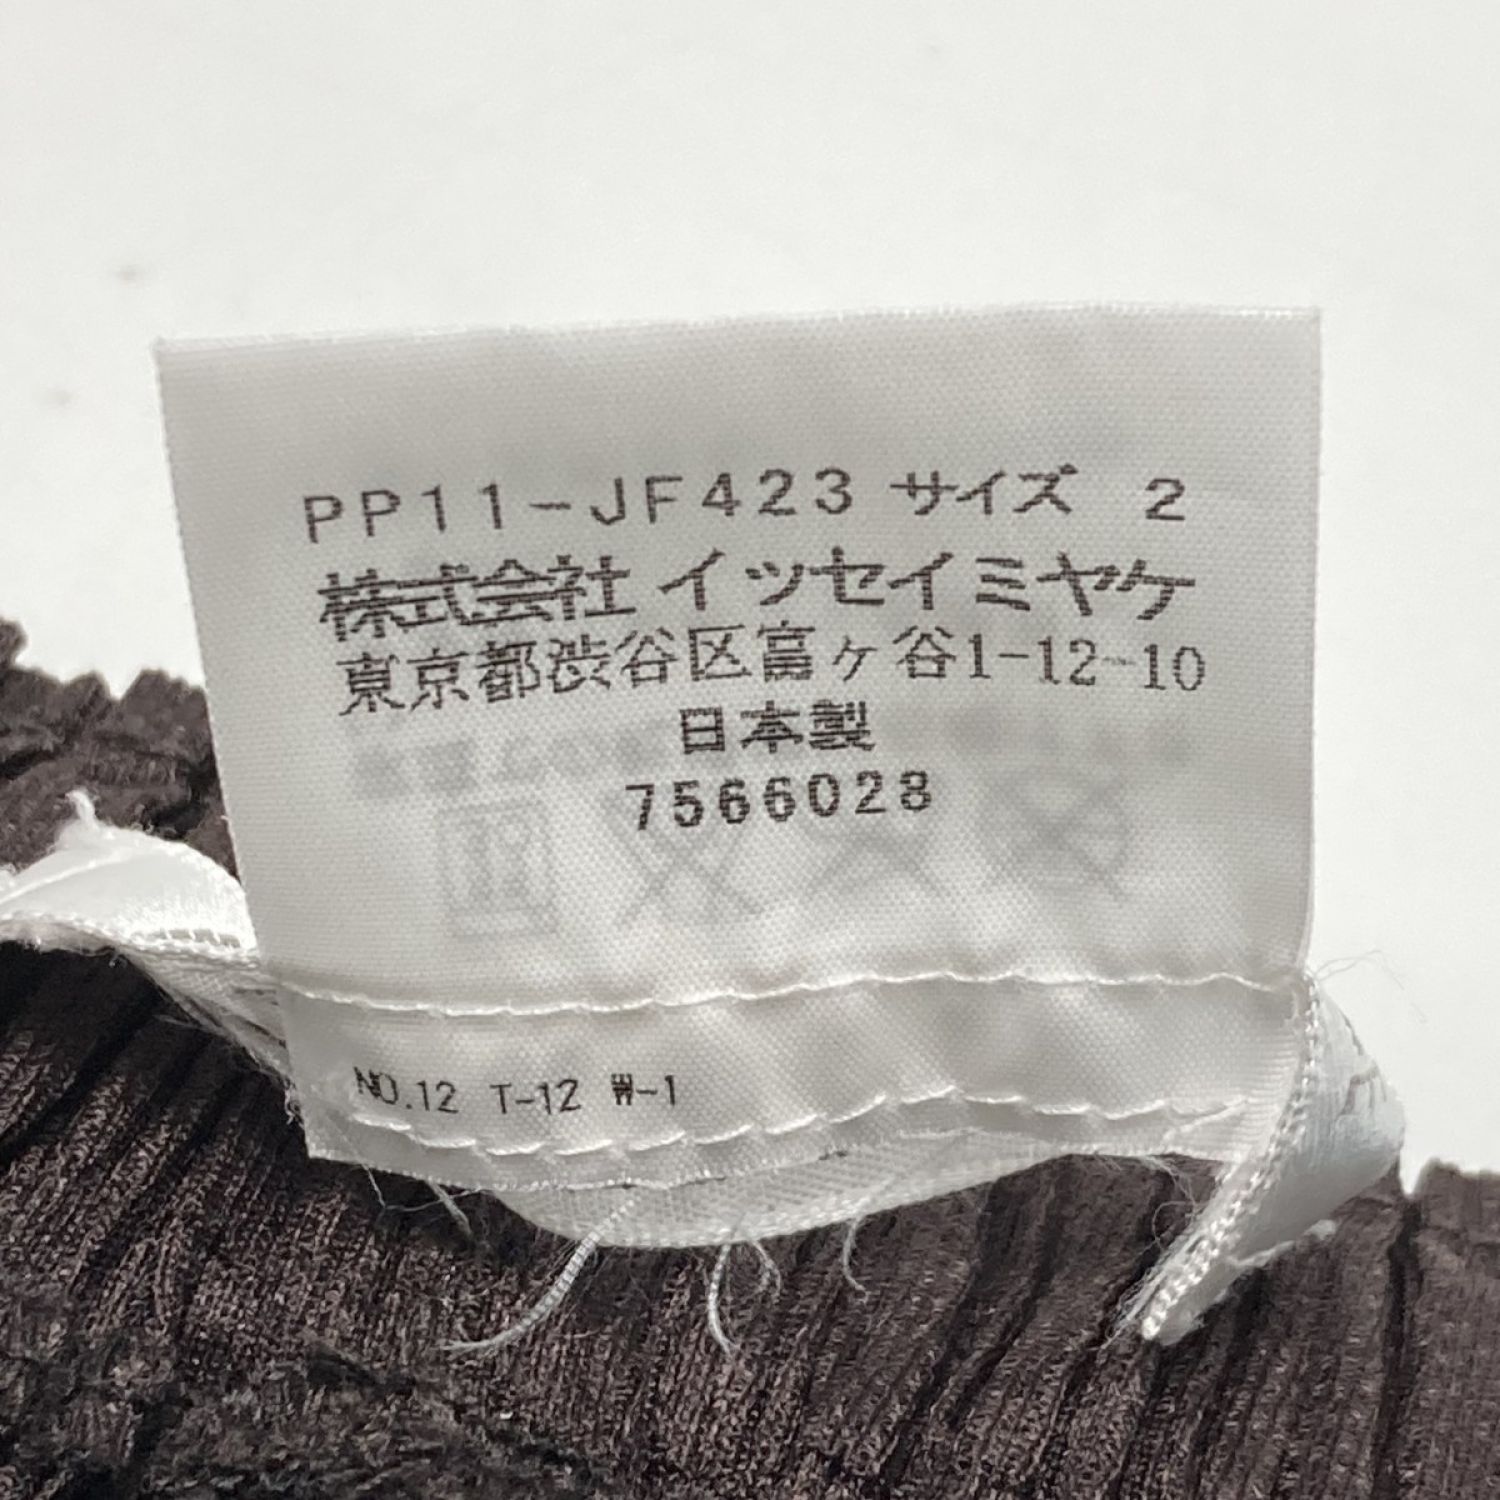 PP11-JF423 サイズ 2
株式会社 イッセイミヤケ
東京都渋谷区富ヶ谷1-12-10
日本製
7566028
NO.12 T-12 W-1